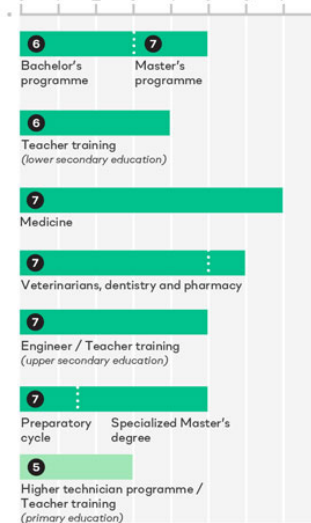 6 7
Bachelor's Master's
programme programme
6
Teacher training
(lower secondary education)
7
Medicine
7
Veterinarians, dentistry and pharmacy
7
Engineer / Teacher training
(upper secondary education)
7
Preparatory Specialized Master's
cycle degree
5
Higher technician programme /
Teacher training
(primary education)